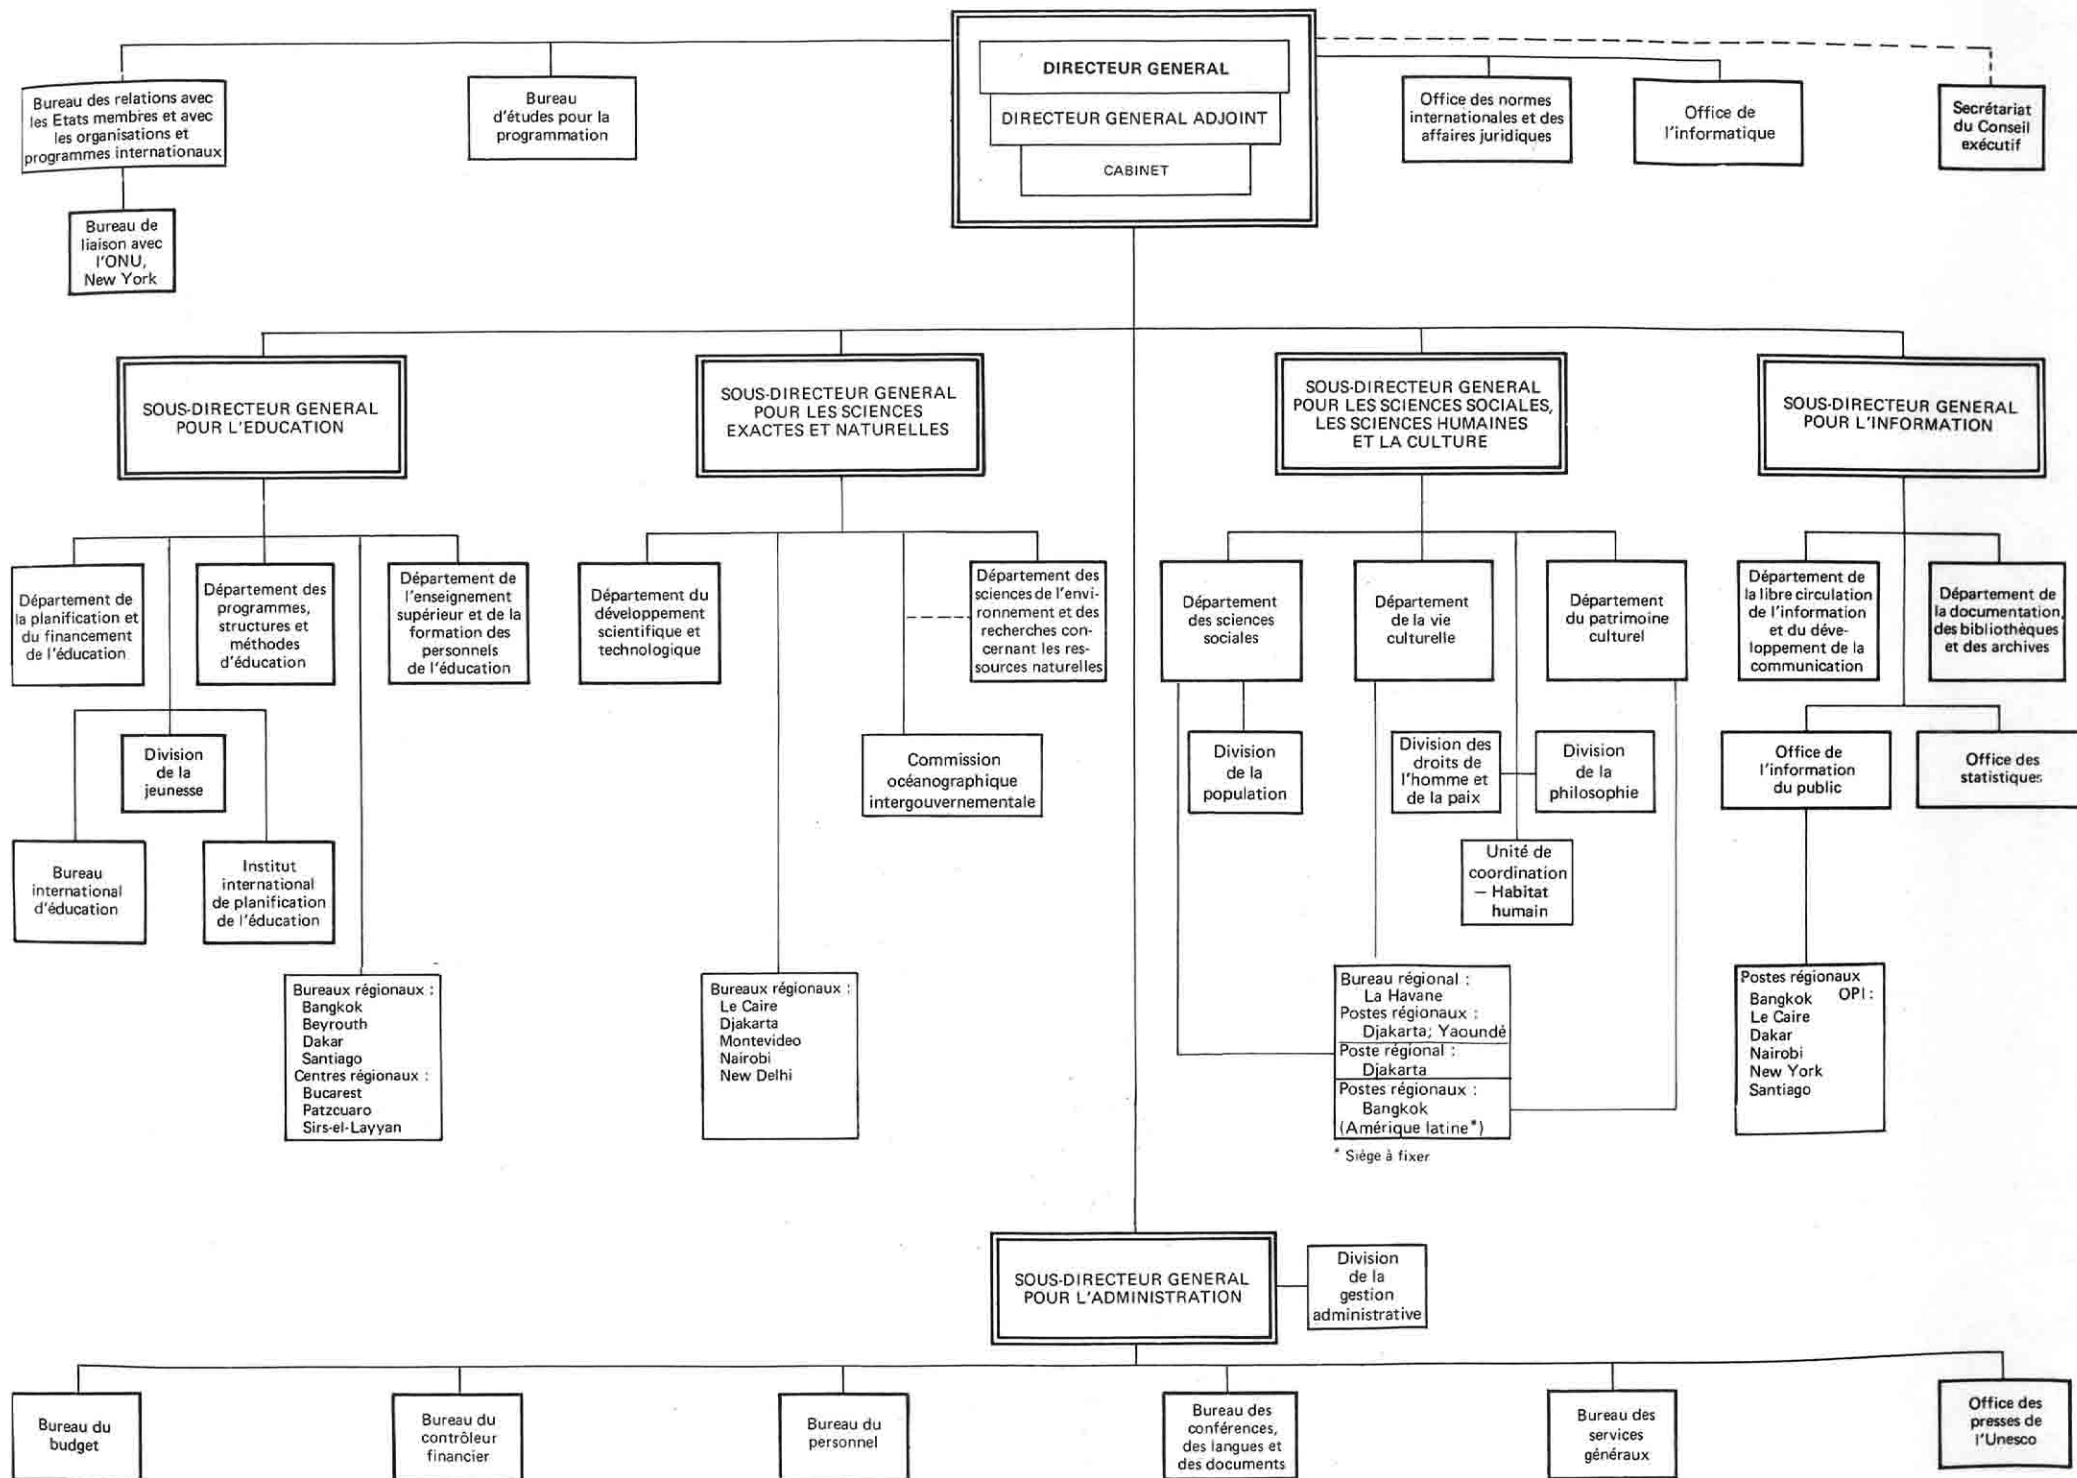 DIRECTEUR GENERAL
DIRECTEUR GENERAL ADJOINT
CABINET
Bureau des relations avec
les Etats membres et avec
les organisations et
programmes internationaux
Bureau
d'études pour la
programmation
Office des normes
internationales et des
affaires juridiques
Office de
l'informatique
Secrétariat
du Conseil
exécutif
Bureau de
liaison avec
l'ONU,
New York
SOUS-DIRECTEUR GENERAL
POUR L'EDUCATION
SOUS-DIRECTEUR GENERAL
POUR LES SCIENCES
EXACTES ET NATURELLES
SOUS-DIRECTEUR GENERAL
POUR LES SCIENCES SOCIALES,
LES SCIENCES HUMAINES
ET LA CULTURE
SOUS-DIRECTEUR GENERAL
POUR L'INFORMATION
Département de
la planification et
du financement
de l'éducation
Département des
programmes,
structures et
méthodes
d'éducation
Département de
l'enseignement
supérieur et de la
formation des
personnels
de l'éducation
Département du
développement
scientifique et
technologique
Département des
sciences de l'envi-
ronnement et des
recherches con-
cernant les res-
sources naturelles
Département
des sciences
sociales
Département
de la vie
culturelle
Département
du patrimoine
culturel
Département de
la libre circulation
de l'information
et du déve-
loppement de la
communication
Département de
la documentation,
des bibliothèques
et des archives
Division
de la
jeunesse
Commission
océanographique
intergouvernementale
Division
de la
population
Division des
droits de
l'homme et
de la paix
Division
de la
philosophie
Office de
l'information
du public
Office des
statistiques
Bureau
international
d'éducation
Institut
international
de planification
de l'éducation
Unité de
coordination
— Habitat
humain
Bureaux régionaux :
Bangkok
Beyrouth
Dakar
Santiago
Centres régionaux :
Bucarest
Patzcuaro
Sirs-el-Layyan
Bureaux régionaux :
Le Caire
Djakarta
Montevideo
Nairobi
New Delhi
Bureau régional :
La Havane
Postes régionaux :
Djakarta; Yaoundé
Poste régional :
Djakarta
Postes régionaux :
Bangkok
(Amérique latine*)
* Siège à fixer
Postes régionaux
OPI :
Bangkok
Le Caire
Dakar
Nairobi
New York
Santiago
SOUS-DIRECTEUR GENERAL
POUR L'ADMINISTRATION
Division
de la
gestion
administrative
Bureau du
budget
Bureau du
contrôleur
financier
Bureau du
personnel
Bureau des
conférences,
des langues et
des documents
Bureau des
services
généraux
Office des
presses de
l'Unesco